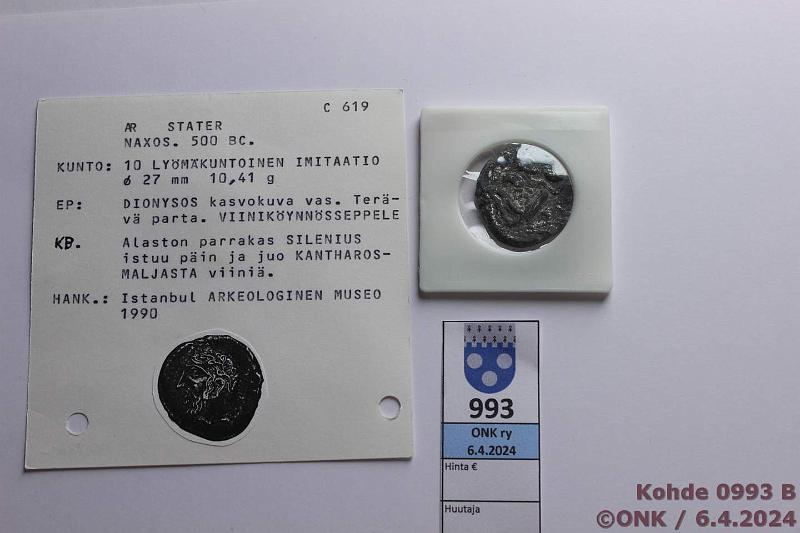 C 619
AR STATER
NAXOS. 500 BC.
KUNTO: 10 LYÖMÄKUNTOINEN IMITAATIO
ø 27 mm 10,41 g
EP: DIONYSOS kasvokuva vas. Terä-
vä parta. VIINIKÖYNNÖSSEPPELE
KB. Alaston parrakas SILENIUS
istuu päin ja juo KANTHAROS-
MALJASTA viiniä.
HANK.: Istanbul ARKEOLOGINEN MUSEO
1990
993
ONK ry
6.4.2024
Hinta €
Huutaja
Kohde 0993 B
©ONK / 6.4.2024